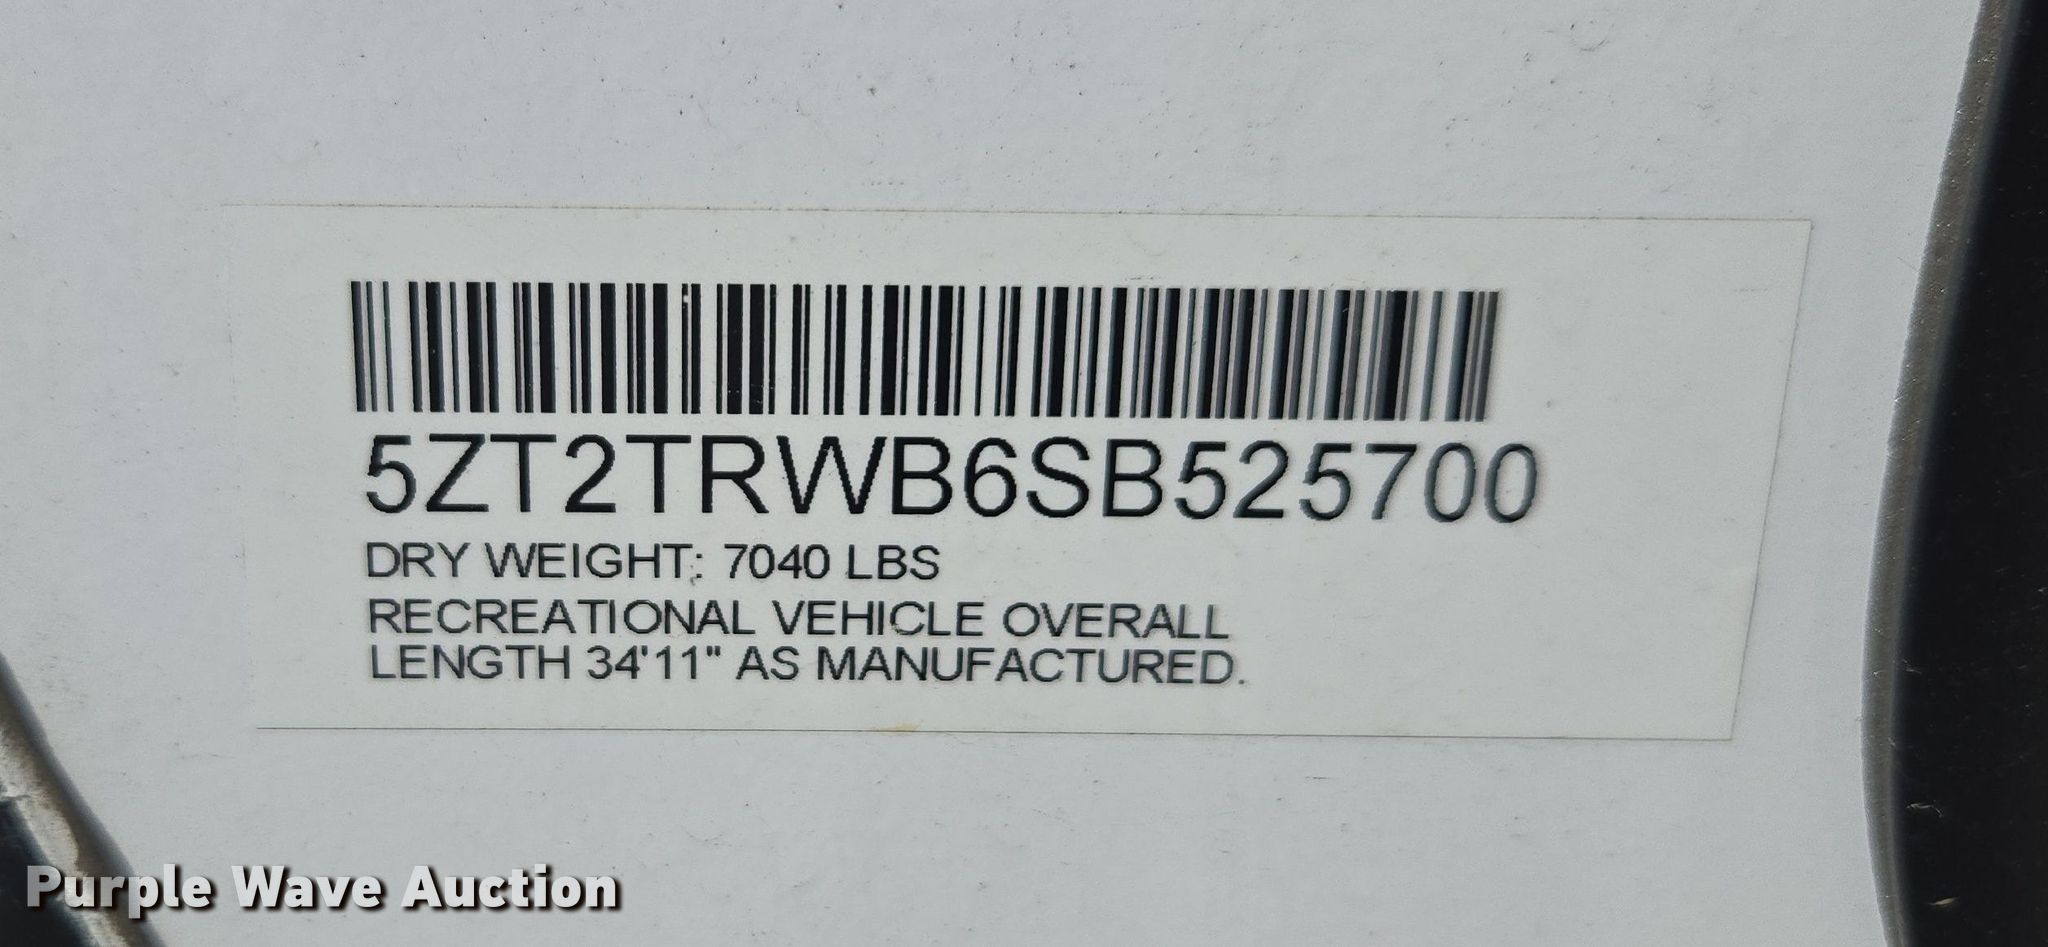 5ZT2TRWB6SB525700
DRY WEIGHT: 7040 LBS
RECREATIONAL VEHICLE OVERALL
LENGTH 34'11" AS MANUFACTURED.
Purple Wave Auction